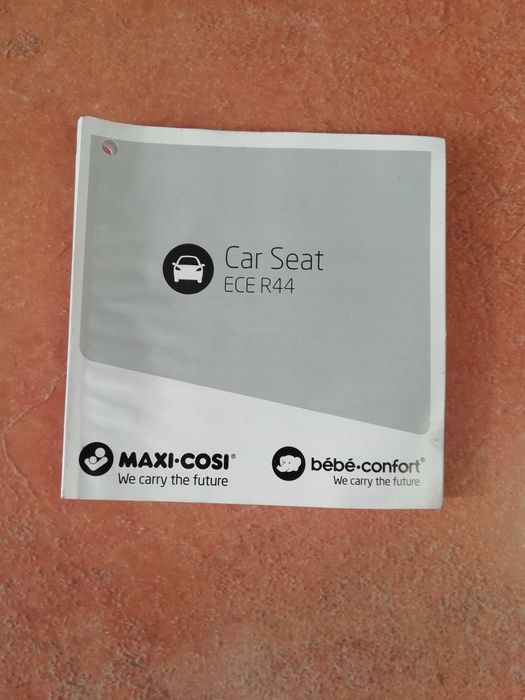 Car Seat
ECE R44
MAXI·COSI®
We carry the future
bébé·confort®
We carry the future